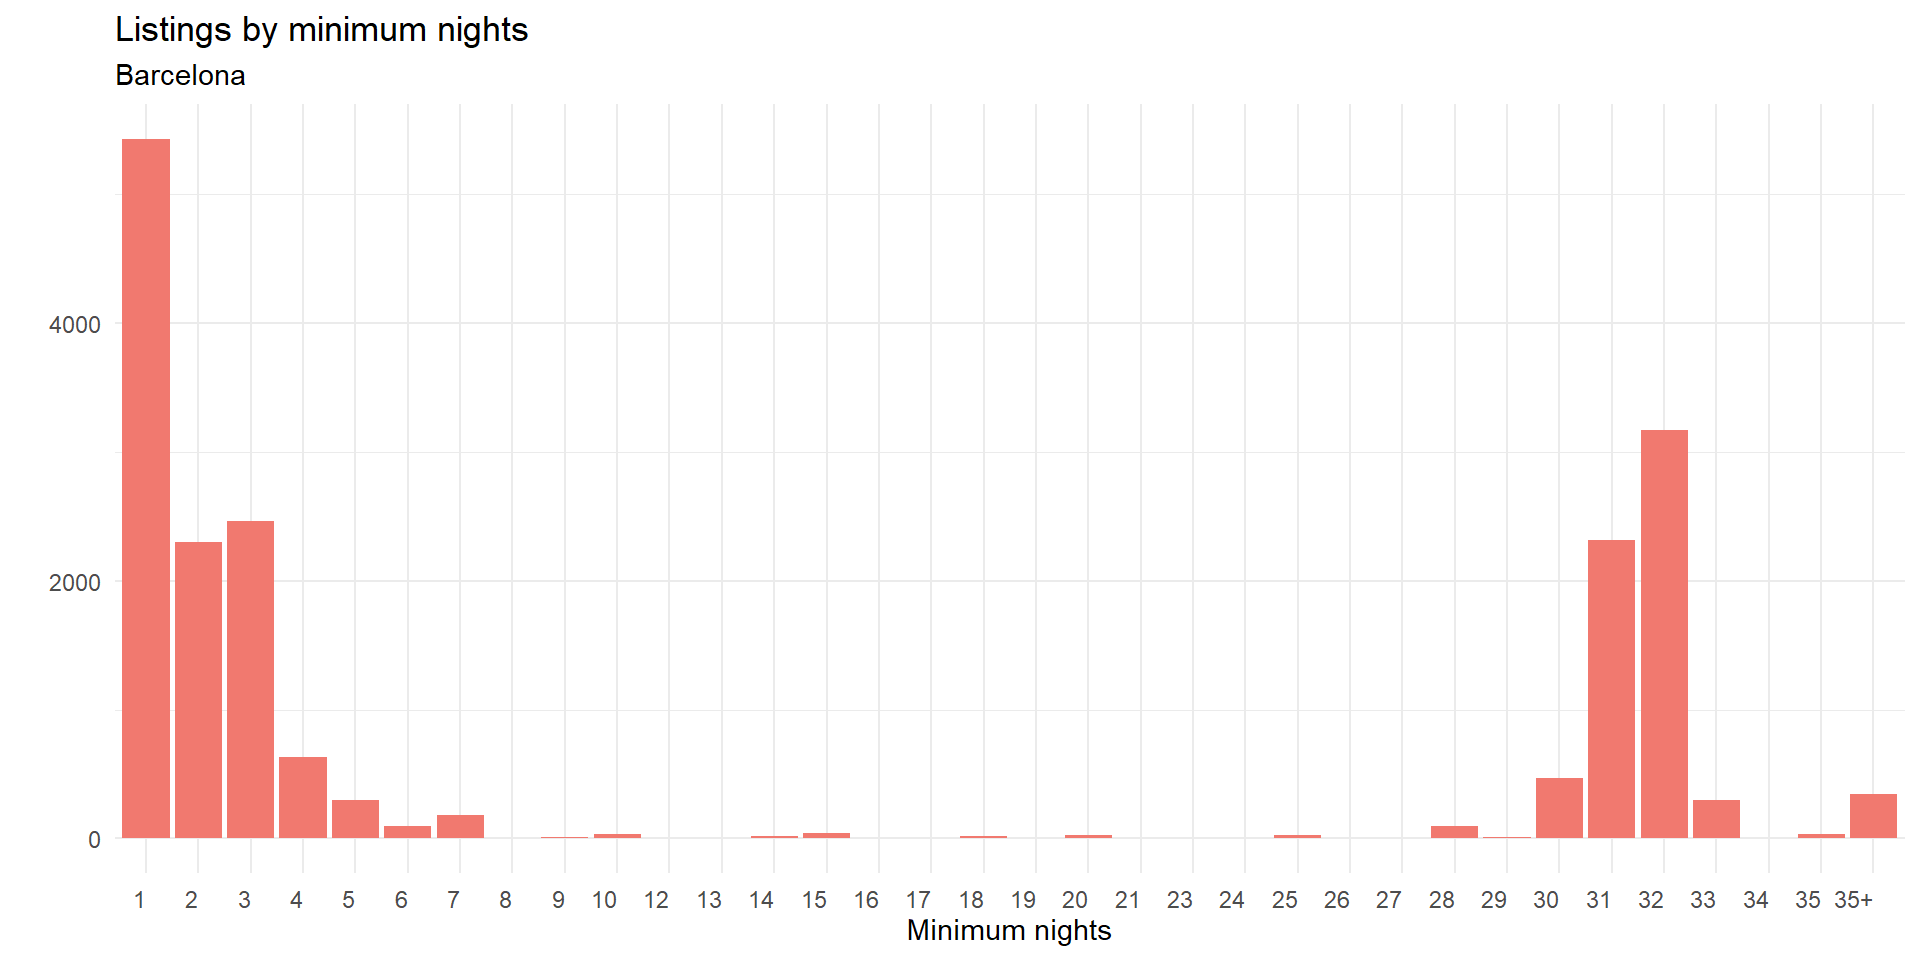 Listings by minimum nights
Barcelona
4000
2000
0
1 2 3 4 5 6 7 8 9 10 12 13 14 15 16 17 18 19 20 21 23 24 25 26 27 28 29 30 31 32 33 34 35 35+
Minimum nights